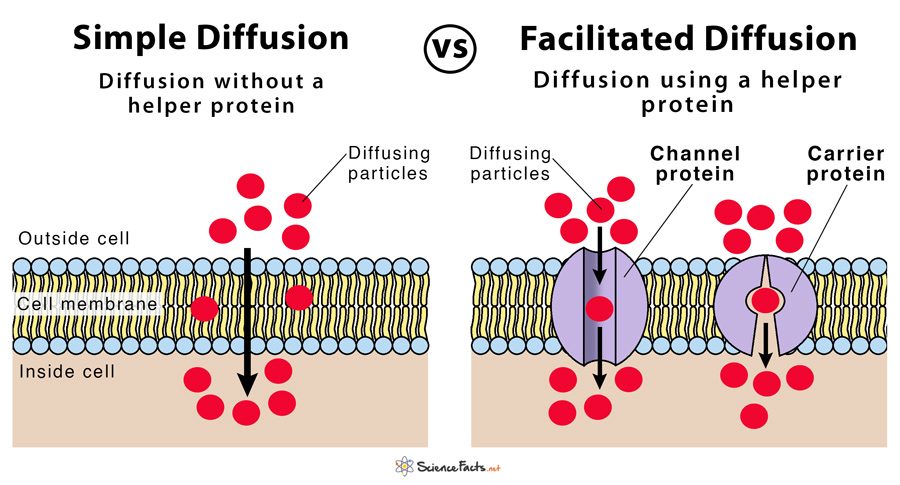 Simple Diffusion
Diffusion without a
helper protein
Diffusing
particles
Outside cell
Cell membrane
Inside cell
VS
Facilitated Diffusion
Diffusion using a helper
protein
Diffusing
particles
Channel
protein
Carrier
protein
ScienceFacts.net